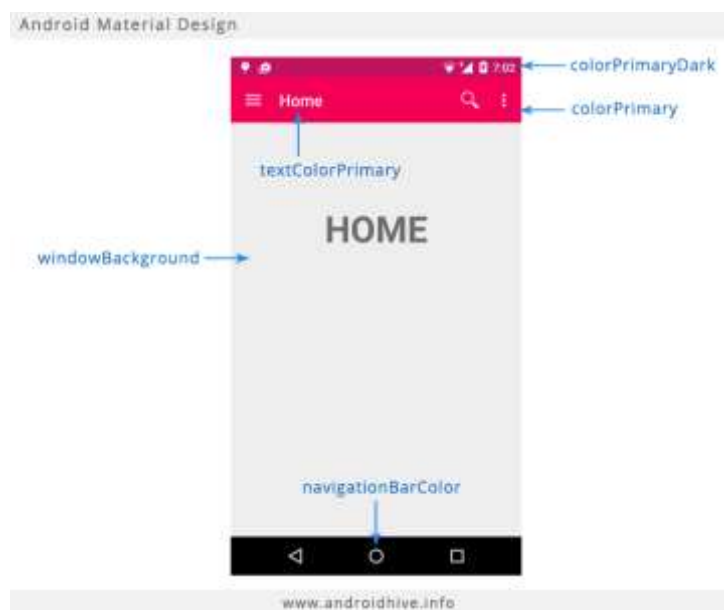 Android Material Design
7:02
colorPrimaryDark
Home
colorPrimary
textColorPrimary
HOME
windowBackground
navigationBarColor
www.androidhive.info